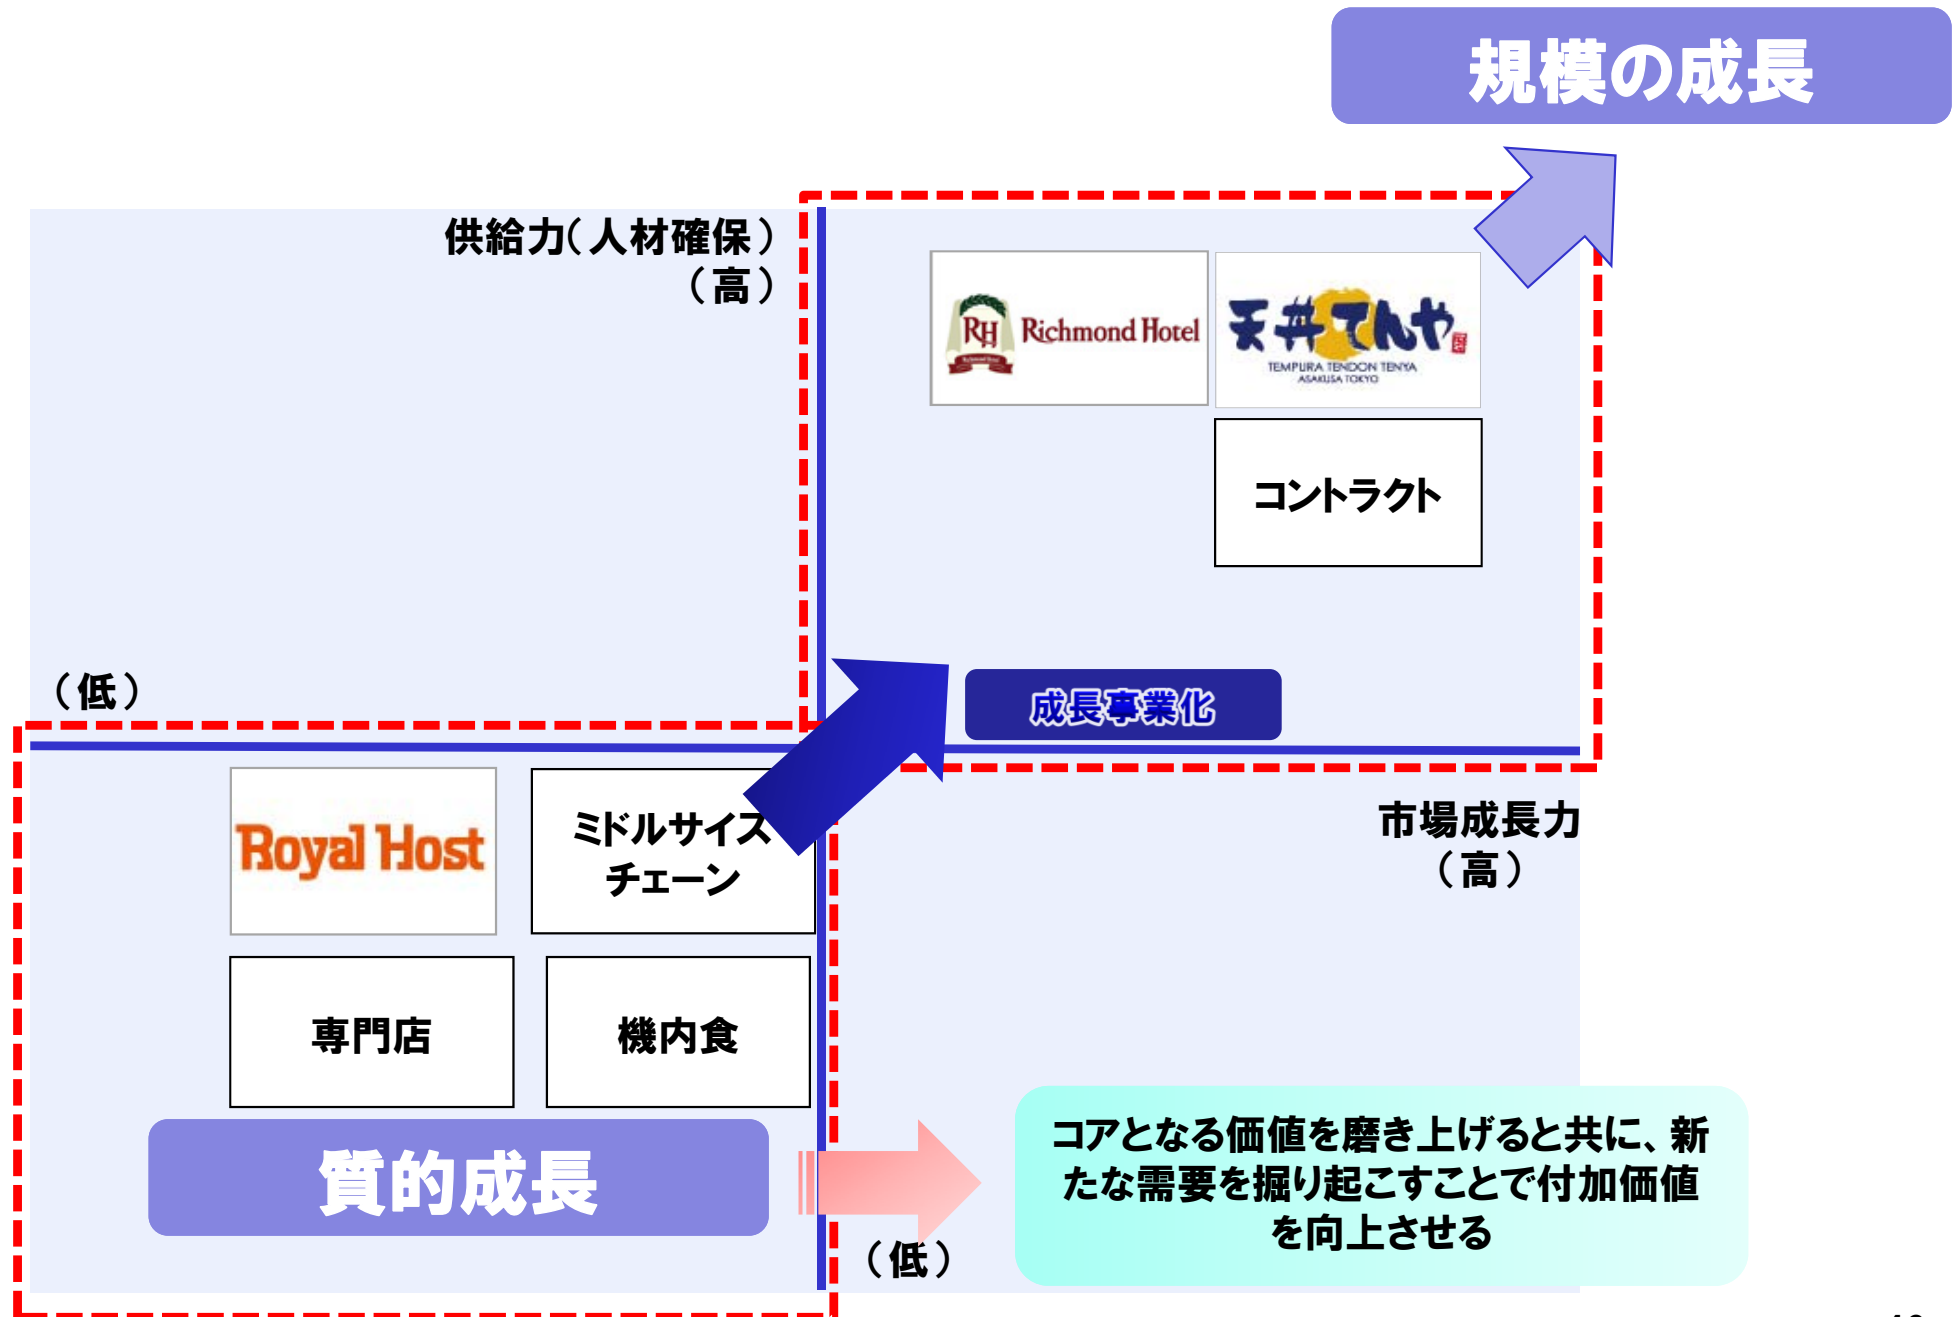 規模の成長
供給力（人材確保）
（高）
RH
Richmond Hotel
天丼てんや
TEMPURA TENDON TENYA
ASAKUSA TOKYO
コントラクト
（低）
成長事業化
市場成長力
（高）
Royal Host
ミドルサイズ
チェーン
専門店
機内食
質的成長
コアとなる価値を磨き上げると共に、新
たな需要を掘り起こすことで付加価値
を向上させる
（低）